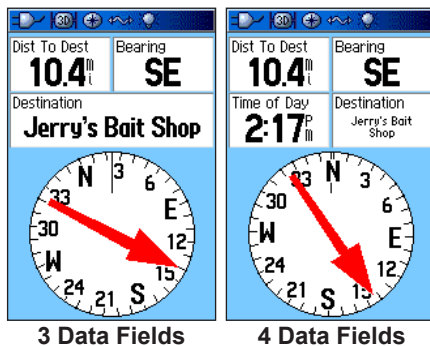 3D
Dist To Dest
10.4mi
Bearing
SE
Destination
Jerry's Bait Shop
N 3 6 E 12 15 S 21 24 W 30 33
3 Data Fields
3D
Dist To Dest
10.4mi
Bearing
SE
Time of Day
2:17Pm
Destination
Jerry's Bait
Shop
N 3 6 E 12 15 S 21 24 W 30 33
4 Data Fields